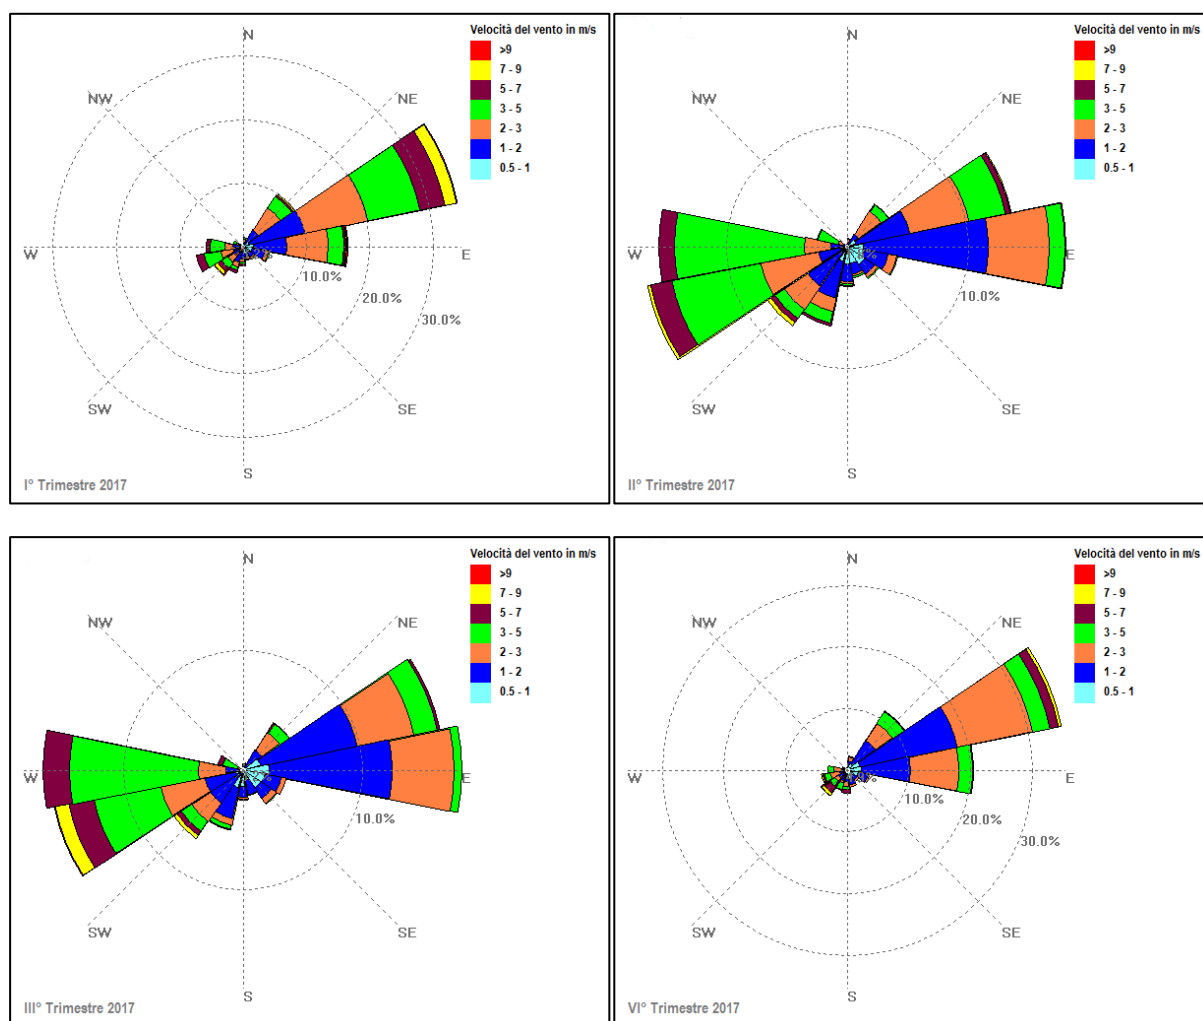 Velocità del vento in m/s
>9
7 - 9
5 - 7
3 - 5
2 - 3
1 - 2
0.5 - 1
N
NW
NE
W
E
10.0%
20.0%
30.0%
SW
SE
S
I° Trimestre 2017
Velocità del vento in m/s
>9
7 - 9
5 - 7
3 - 5
2 - 3
1 - 2
0.5 - 1
N
NW
NE
W
E
10.0%
SW
SE
S
II° Trimestre 2017
Velocità del vento in m/s
>9
7 - 9
5 - 7
3 - 5
2 - 3
1 - 2
0.5 - 1
N
NW
NE
W
E
10.0%
SW
SE
S
III° Trimestre 2017
Velocità del vento in m/s
>9
7 - 9
5 - 7
3 - 5
2 - 3
1 - 2
0.5 - 1
N
NW
NE
W
E
10.0%
20.0%
30.0%
SW
SE
S
VI° Trimestre 2017